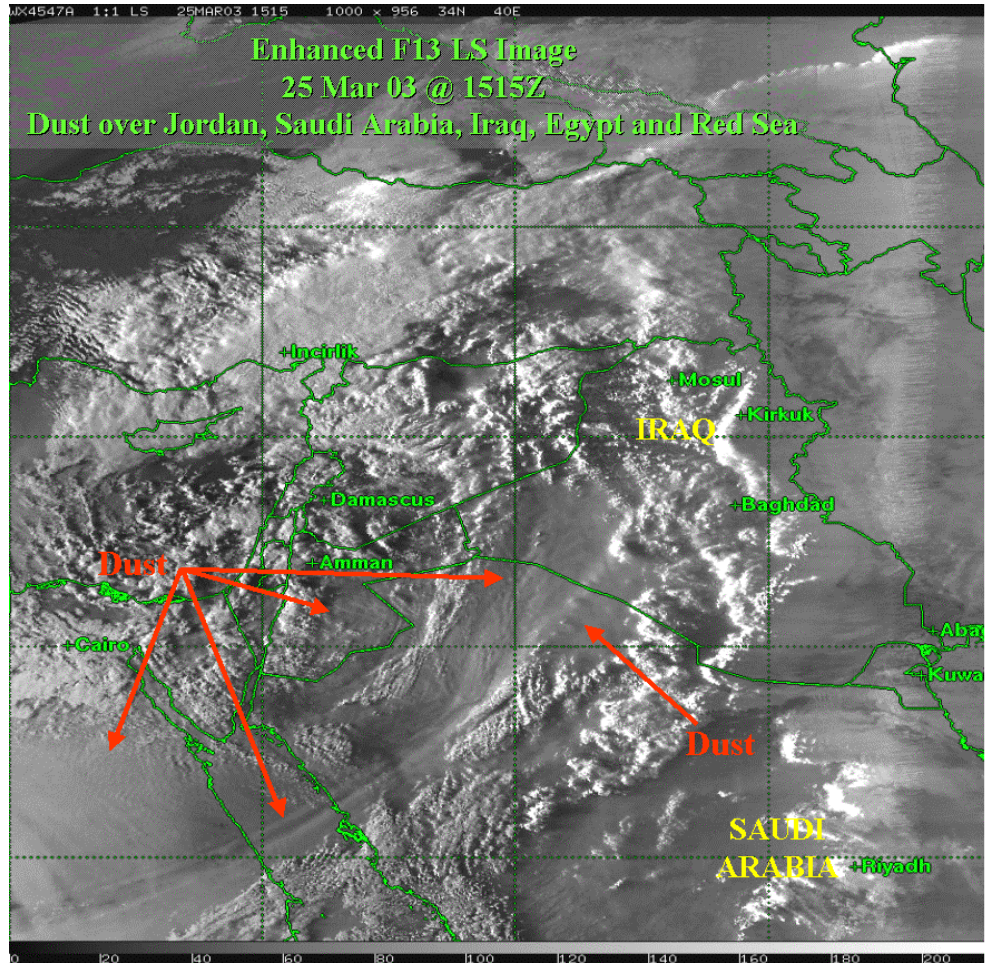 WX4547A 1:1 LS 25MAR03 1515 1000 x 956 34N 40E
Enhanced F13 LS Image
25 Mar 03 @ 1515Z
Dust over Jordan, Saudi Arabia, Iraq, Egypt and Red Sea
+Incirlik
+Mosul
+Kirkuk
IRAQ
+Damascus
+Baghdad
Dust
+Amman
+Cairo
+Abad
+Kuwa
Dust
SAUDI
ARABIA
+Riyadh
0 20 40 60 80 100 120 140 160 180 200